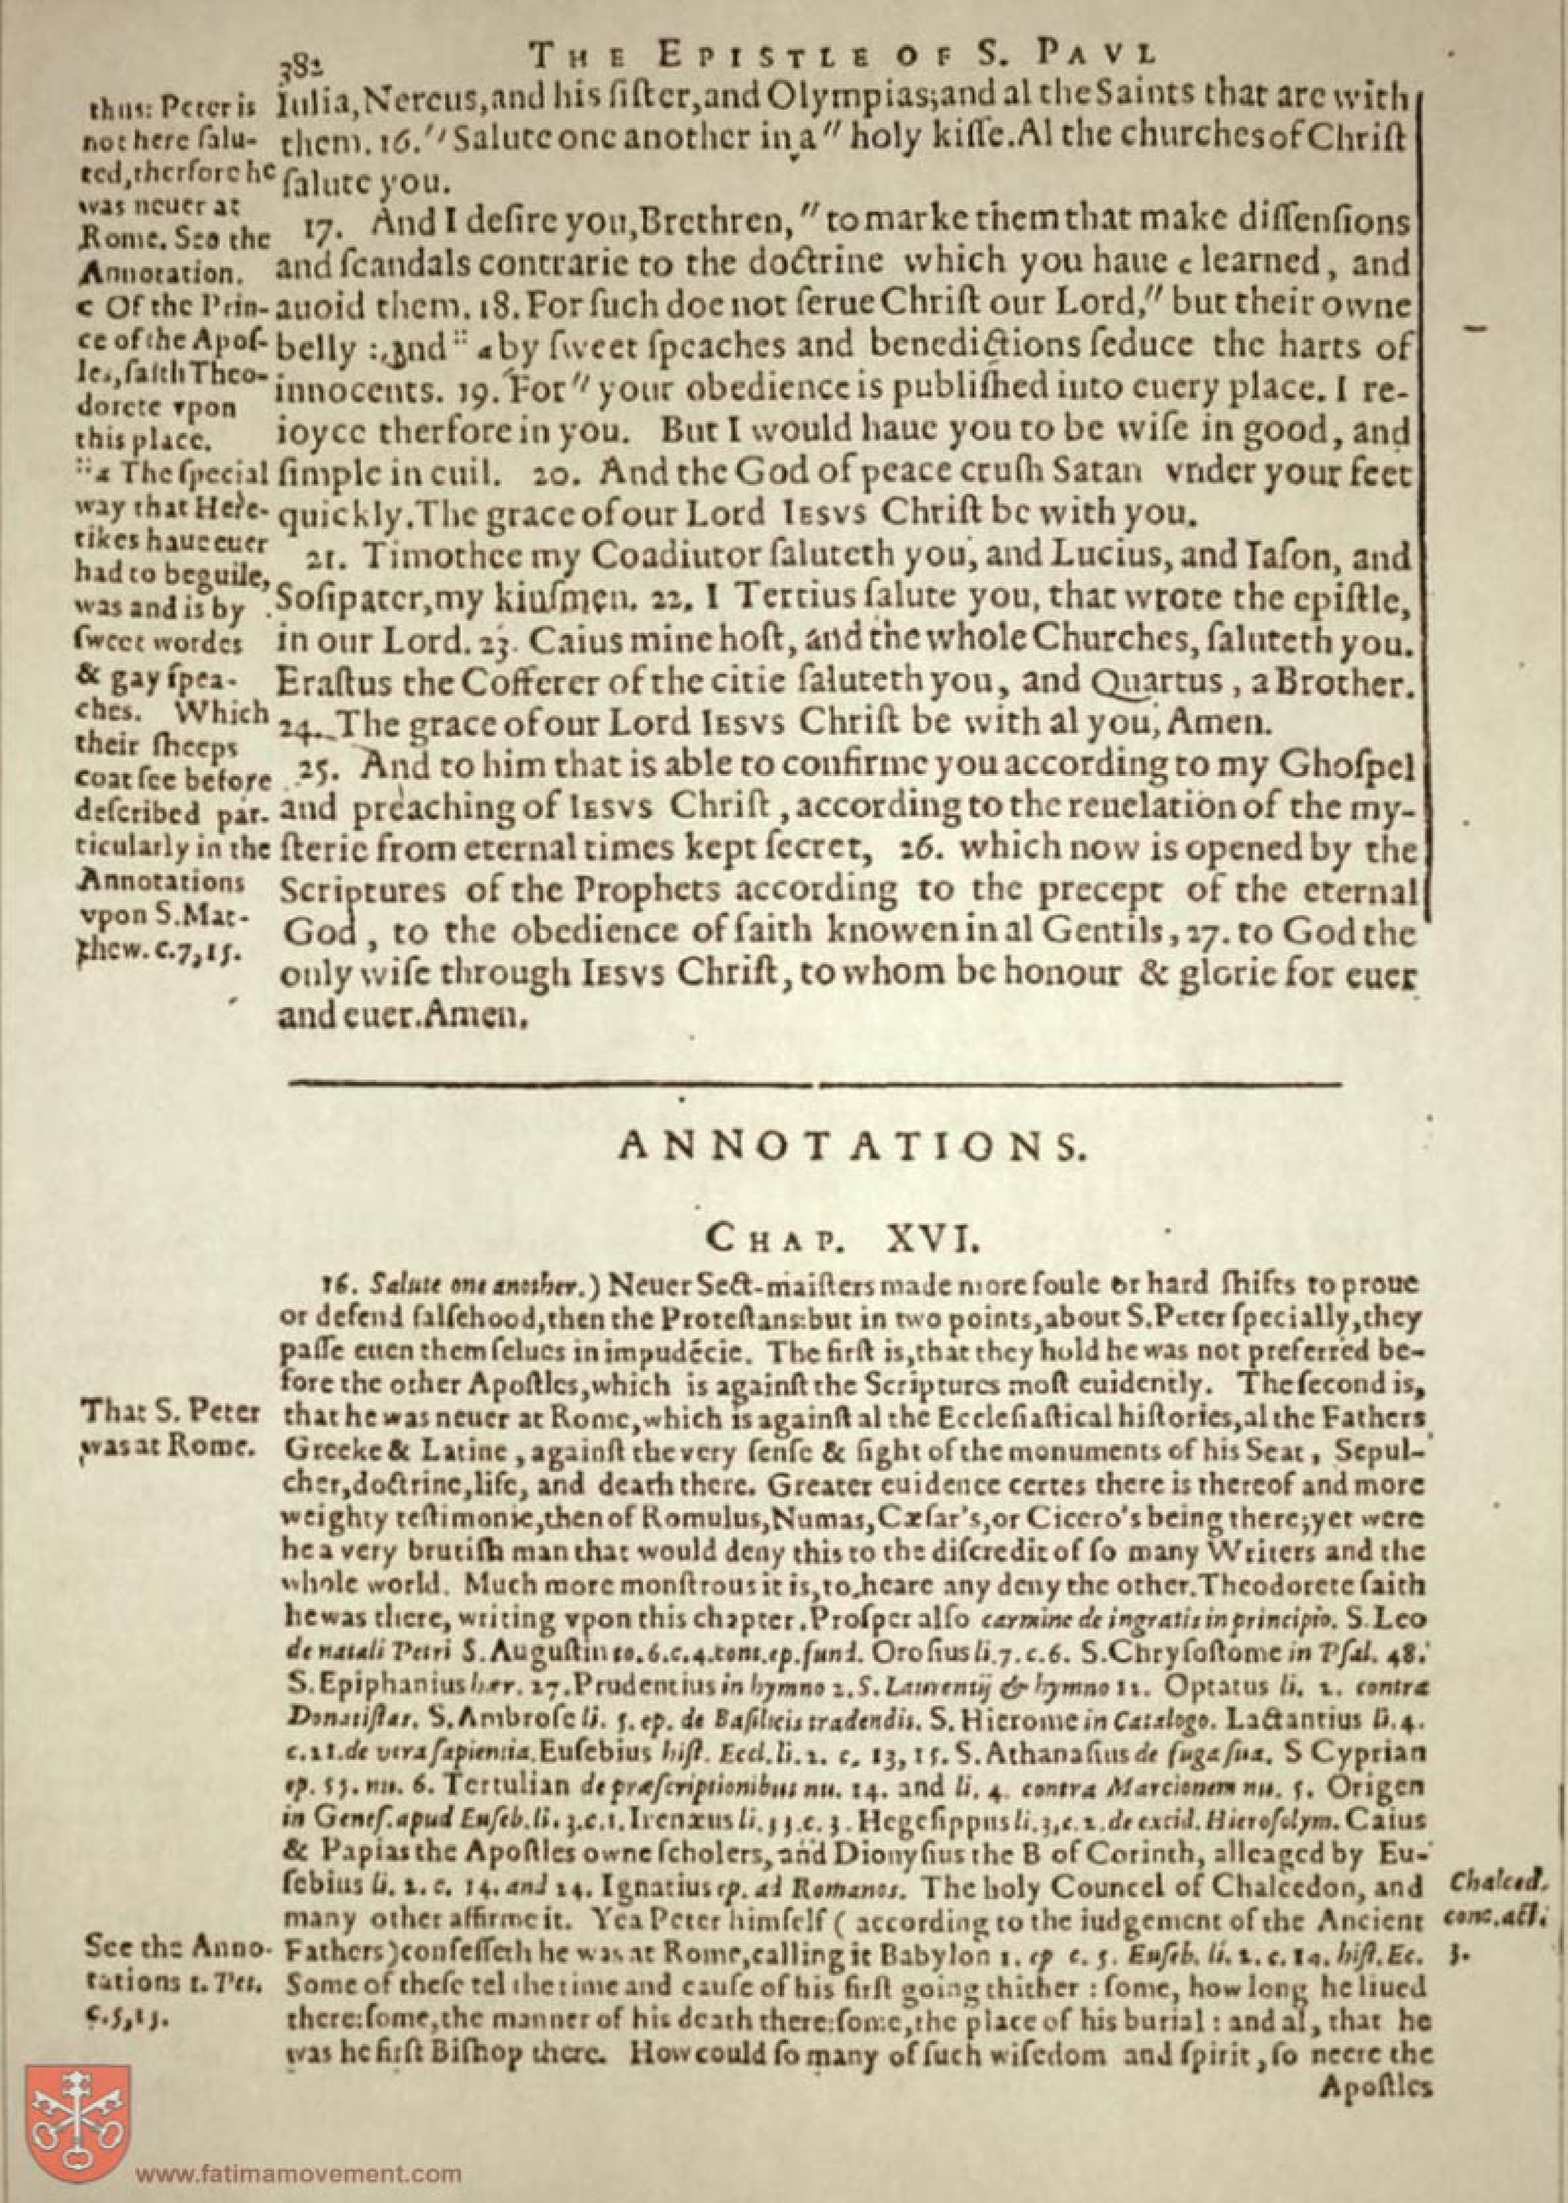 382
THE EPISTLE OF S. PAVL
Iulia, Nereus, and his ſiſter, and Olympias; and al the Saints that are with
them. 16. " Salute one another in a " holy kiſſe. Al the churches of Chriſt
ſalute you.
17. And I deſire you, Brethren, " to marke them that make diſſenſions
and ſcandals contrarie to the doctrine which you haue c learned, and
auoid them. 18. For ſuch doe not ſerue Chriſt our Lord, " but their owne
belly: and :: a by ſweet ſpeaches and benedictions ſeduce the harts of
innocents. 19. For " your obedience is publiſhed into euery place. I re-
ioyce therfore in you. But I would haue you to be wiſe in good, and
ſimple in euil. 20. And the God of peace cruſh Satan vnder your feet
quickly. The grace of our Lord IESVS Chriſt be with you.
21. Timothee my Coadiutor ſaluteth you, and Lucius, and Iaſon, and
Soſipater, my kinſmen. 22. I Tertius ſalute you, that wrote the epiſtle,
in our Lord. 23. Caius mine hoſt, and the whole Churches, ſaluteth you.
Eraſtus the Cofferer of the citie ſaluteth you, and Quartus, a Brother.
24. The grace of our Lord IESVS Chriſt be with al you, Amen.
25. And to him that is able to confirme you according to my Ghoſpel
and preaching of IESVS Chriſt, according to the reuelation of the my-
ſterie from eternal times kept ſecret, 26. which now is opened by the
Scriptures of the Prophets according to the precept of the eternal
God, to the obedience of faith knowen in al Gentils, 27. to God the
only wiſe through IESVS Chriſt, to whom be honour & glorie for euer
and euer. Amen.
thus: Peter is
not here ſalu-
ted, therfore he
was neuer at
Rome. See the
Annotation.
c Of the Prin-
ce of the Apoſ-
les, ſaith Theo-
dorete vpon
this place.
:: a The ſpecial
way that Here-
tikes haue euer
had to beguile,
was and is by
ſweet wordes
& gay ſpea-
ches. Which
their ſheeps
coat ſee before
deſcribed par-
ticularly in the
Annotations
vpon S. Mat-
thew. c. 7, 15.
ANNOTATIONS.
CHAP. XVI.
16. Salute one another.) Neuer Sect-maiſters made more foule or hard ſhifts to proue
or defend falſehood, then the Proteſtans: but in two points, about S. Peter ſpecially, they
paſſe euen themſelues in impudécie. The firſt is, that they hold he was not preferred be-
fore the other Apoſtles, which is againſt the Scriptures moſt euidently. The ſecond is,
that he was neuer at Rome, which is againſt al the Eccleſiaſtical hiſtories, al the Fathers
Greeke & Latine, againſt the very ſenſe & ſight of the monuments of his Seat, Sepul-
cher, doctrine, life, and death there. Greater euidence certes there is thereof and more
weighty teſtimonie, then of Romulus, Numas, Cæſar's, or Cicero's being there; yet were
he a very brutiſh man that would deny this to the diſcredit of ſo many Writers and the
whole world. Much more monſtrous it is, to heare any deny the other. Theodorete ſaith
he was there, writing vpon this chapter. Proſper alſo carmine de ingratis in principio. S. Leo
de natali Petri S. Auguſtin to. 6. c. 4. cont. ep. fund. Oroſius li. 7. c. 6. S. Chryſoſtome in Pſal. 48.
S. Epiphanius hær. 27. Prudentius in hymno 2. S. Laurentij & hymno 12. Optatus li. 2. contra
Donatiſtas. S. Ambroſe li. 5. ep. de Baſilicis tradendis. S. Hierome in Catalogo. Lactantius li. 4.
c. 21. de vera ſapientia. Euſebius hiſt. Eccl. li. 2. c. 13, 15. S. Athanaſius de fuga ſua. S Cyprian
ep. 55. nu. 6. Tertulian de præſcriptionibus nu. 14. and li. 4. contra Marcionem nu. 5. Origen
in Geneſ. apud Euſeb. li. 3. c. 1. Irenæus li. 33. c. 3. Hegeſippus li. 3. c. 2. de excid. Hieroſolym. Caius
& Papias the Apoſtles owne ſcholers, and Dionyſius the B of Corinth, alleaged by Eu-
ſebius li. 2. c. 14. and 24. Ignatius ep. ad Romanos. The holy Councel of Chalcedon, and
many other affirme it. Yea Peter himſelf (according to the iudgement of the Ancient
Fathers) confeſſeth he was at Rome, calling it Babylon 1. ep c. 5. Euſeb. li. 2. c. 14. hiſt. Ec.
Some of theſe tel the time and cauſe of his firſt going thither: ſome, how long he liued
there: ſome, the manner of his death there: ſome, the place of his burial: and al, that he
was he firſt Biſhop there. How could ſo many of ſuch wiſedom and ſpirit, ſo neere the
Apoſtles
That S. Peter
was at Rome.
See the Anno-
tations 1. Pet.
c. 5, 13.
Chalced.
conc. act.
3.
www.fatimamovement.com